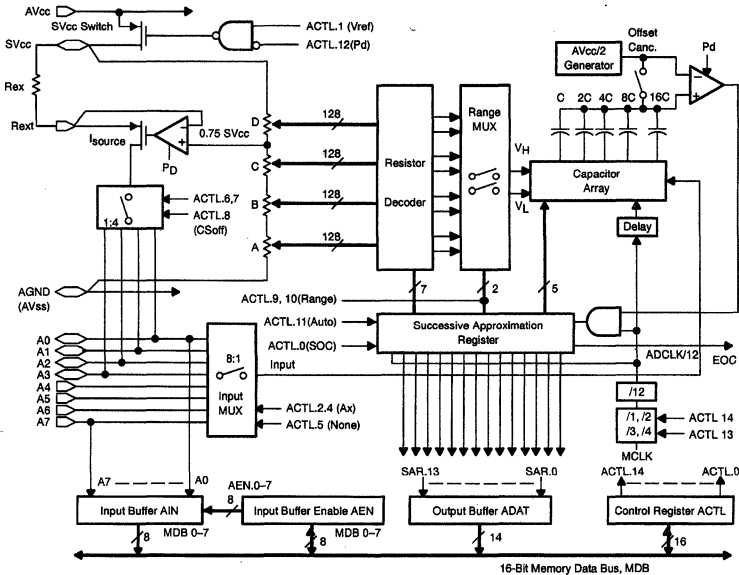 AVcc
SVcc Switch
ACTL.1 (Vref)
SVcc
ACTL.12(Pd)
Rex
Rext
Isource
0.75 SVcc
PD
D
C
B
A
128
128
128
128
Resistor
Decoder
Range
MUX
VH
VL
AVcc/2
Generator
Offset
Canc.
Pd
C 2C 4C 8C 16C
Capacitor
Array
Delay
1:4
ACTL.6,7
ACTL.8
(CSoff)
AGND
(AVss)
7
2
5
ACTL.9, 10(Range)
ACTL.11(Auto)
ACTL.0(SOC)
Successive Approximation
Register
ADCLK/12
EOC
A0
A1
A2
A3
A4
A5
A6
A7
8:1
Input
MUX
Input
ACTL.2.4 (Ax)
ACTL.5 (None)
/12
/1, /2
/3, /4
ACTL 14
ACTL 13
MCLK
A7
A0
AEN.0–7
8
SAR.13
SAR.0
ACTL.14
ACTL.0
Input Buffer AIN
Input Buffer Enable AEN
Output Buffer ADAT
Control Register ACTL
8
MDB 0–7
8
MDB 0–7
14
16
16-Bit Memory Data Bus, MDB